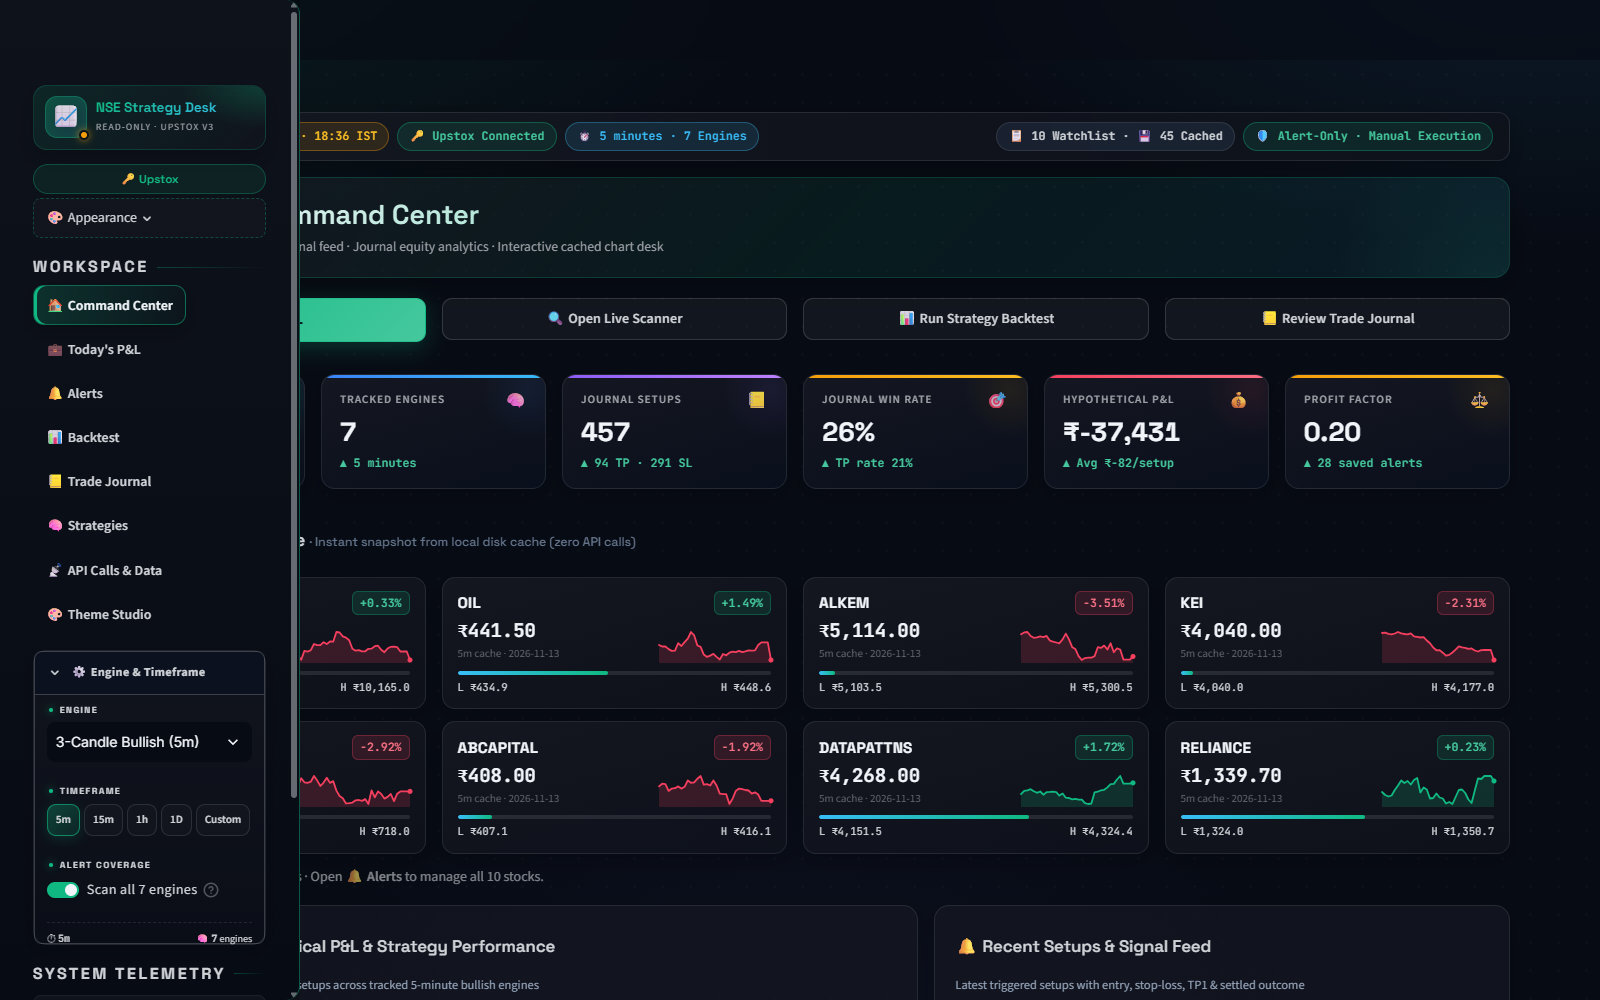 NSE Strategy Desk
READ-ONLY · UPSTOX V3
Upstox
Appearance
WORKSPACE
Command Center
Today's P&L
Alerts
Backtest
Trade Journal
Strategies
API Calls & Data
Theme Studio
Engine & Timeframe
ENGINE
3-Candle Bullish (5m)
TIMEFRAME
5m 15m 1h 1D Custom
ALERT COVERAGE
Scan all 7 engines
5m 7 engines
SYSTEM TELEMETRY
· 18:36 IST Upstox Connected 5 minutes · 7 Engines 10 Watchlist · 45 Cached Alert-Only · Manual Execution
mmand Center
nal feed · Journal equity analytics · Interactive cached chart desk
Open Live Scanner Run Strategy Backtest Review Trade Journal
TRACKED ENGINES
7
▲ 5 minutes
JOURNAL SETUPS
457
▲ 94 TP · 291 SL
JOURNAL WIN RATE
26%
▲ TP rate 21%
HYPOTHETICAL P&L
₹-37,431
▲ Avg ₹-82/setup
PROFIT FACTOR
0.20
▲ 28 saved alerts
e · Instant snapshot from local disk cache (zero API calls)
+0.33%
H ₹10,165.0
OIL +1.49%
₹441.50
5m cache · 2026-11-13
L ₹434.9 H ₹448.6
ALKEM -3.51%
₹5,114.00
5m cache · 2026-11-13
L ₹5,103.5 H ₹5,300.5
KEI -2.31%
₹4,040.00
5m cache · 2026-11-13
L ₹4,040.0 H ₹4,177.0
-2.92%
H ₹718.0
ABCAPITAL -1.92%
₹408.00
5m cache · 2026-11-13
L ₹407.1 H ₹416.1
DATAPATTNS +1.72%
₹4,268.00
5m cache · 2026-11-13
L ₹4,151.5 H ₹4,324.4
RELIANCE +0.23%
₹1,339.70
5m cache · 2026-11-13
L ₹1,324.0 H ₹1,350.7
s · Open Alerts to manage all 10 stocks.
ical P&L & Strategy Performance
setups across tracked 5-minute bullish engines
Recent Setups & Signal Feed
Latest triggered setups with entry, stop-loss, TP1 & settled outcome